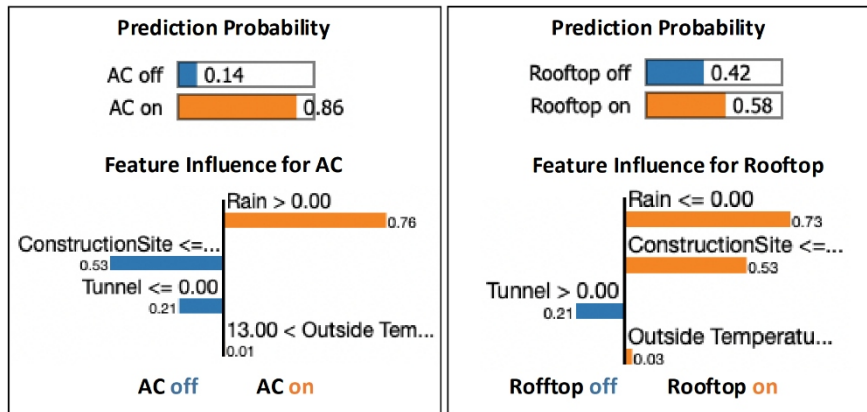 Prediction Probability
AC off 0.14
AC on 0.86
Feature Influence for AC
Rain > 0.00
0.76
ConstructionSite <=...
0.53
Tunnel <= 0.00
0.21
13.00 < Outside Tem...
0.01
AC off AC on
Prediction Probability
Rooftop off 0.42
Rooftop on 0.58
Feature Influence for Rooftop
Rain <= 0.00
0.73
ConstructionSite <=...
0.53
Tunnel > 0.00
0.21
Outside Temperatu...
0.03
Rofftop off Rooftop on